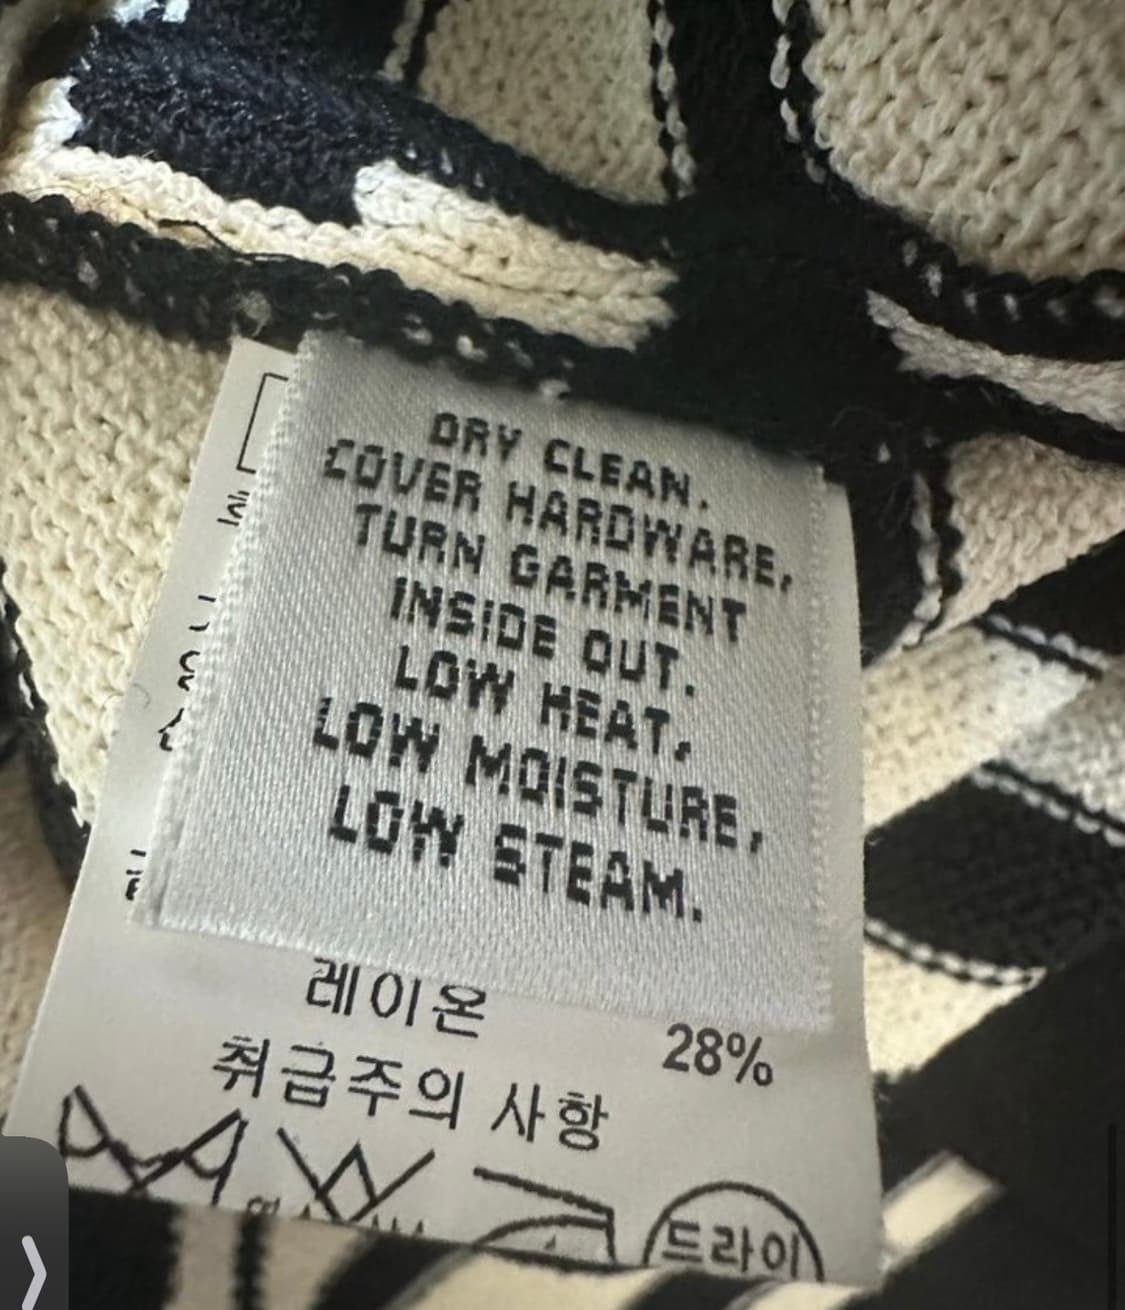 DRY CLEAN.
COVER HARDWARE,
TURN GARMENT
INSIDE OUT.
LOW HEAT,
LOW MOISTURE,
LOW STEAM.
레이온 28%
취급주의 사항
드라이